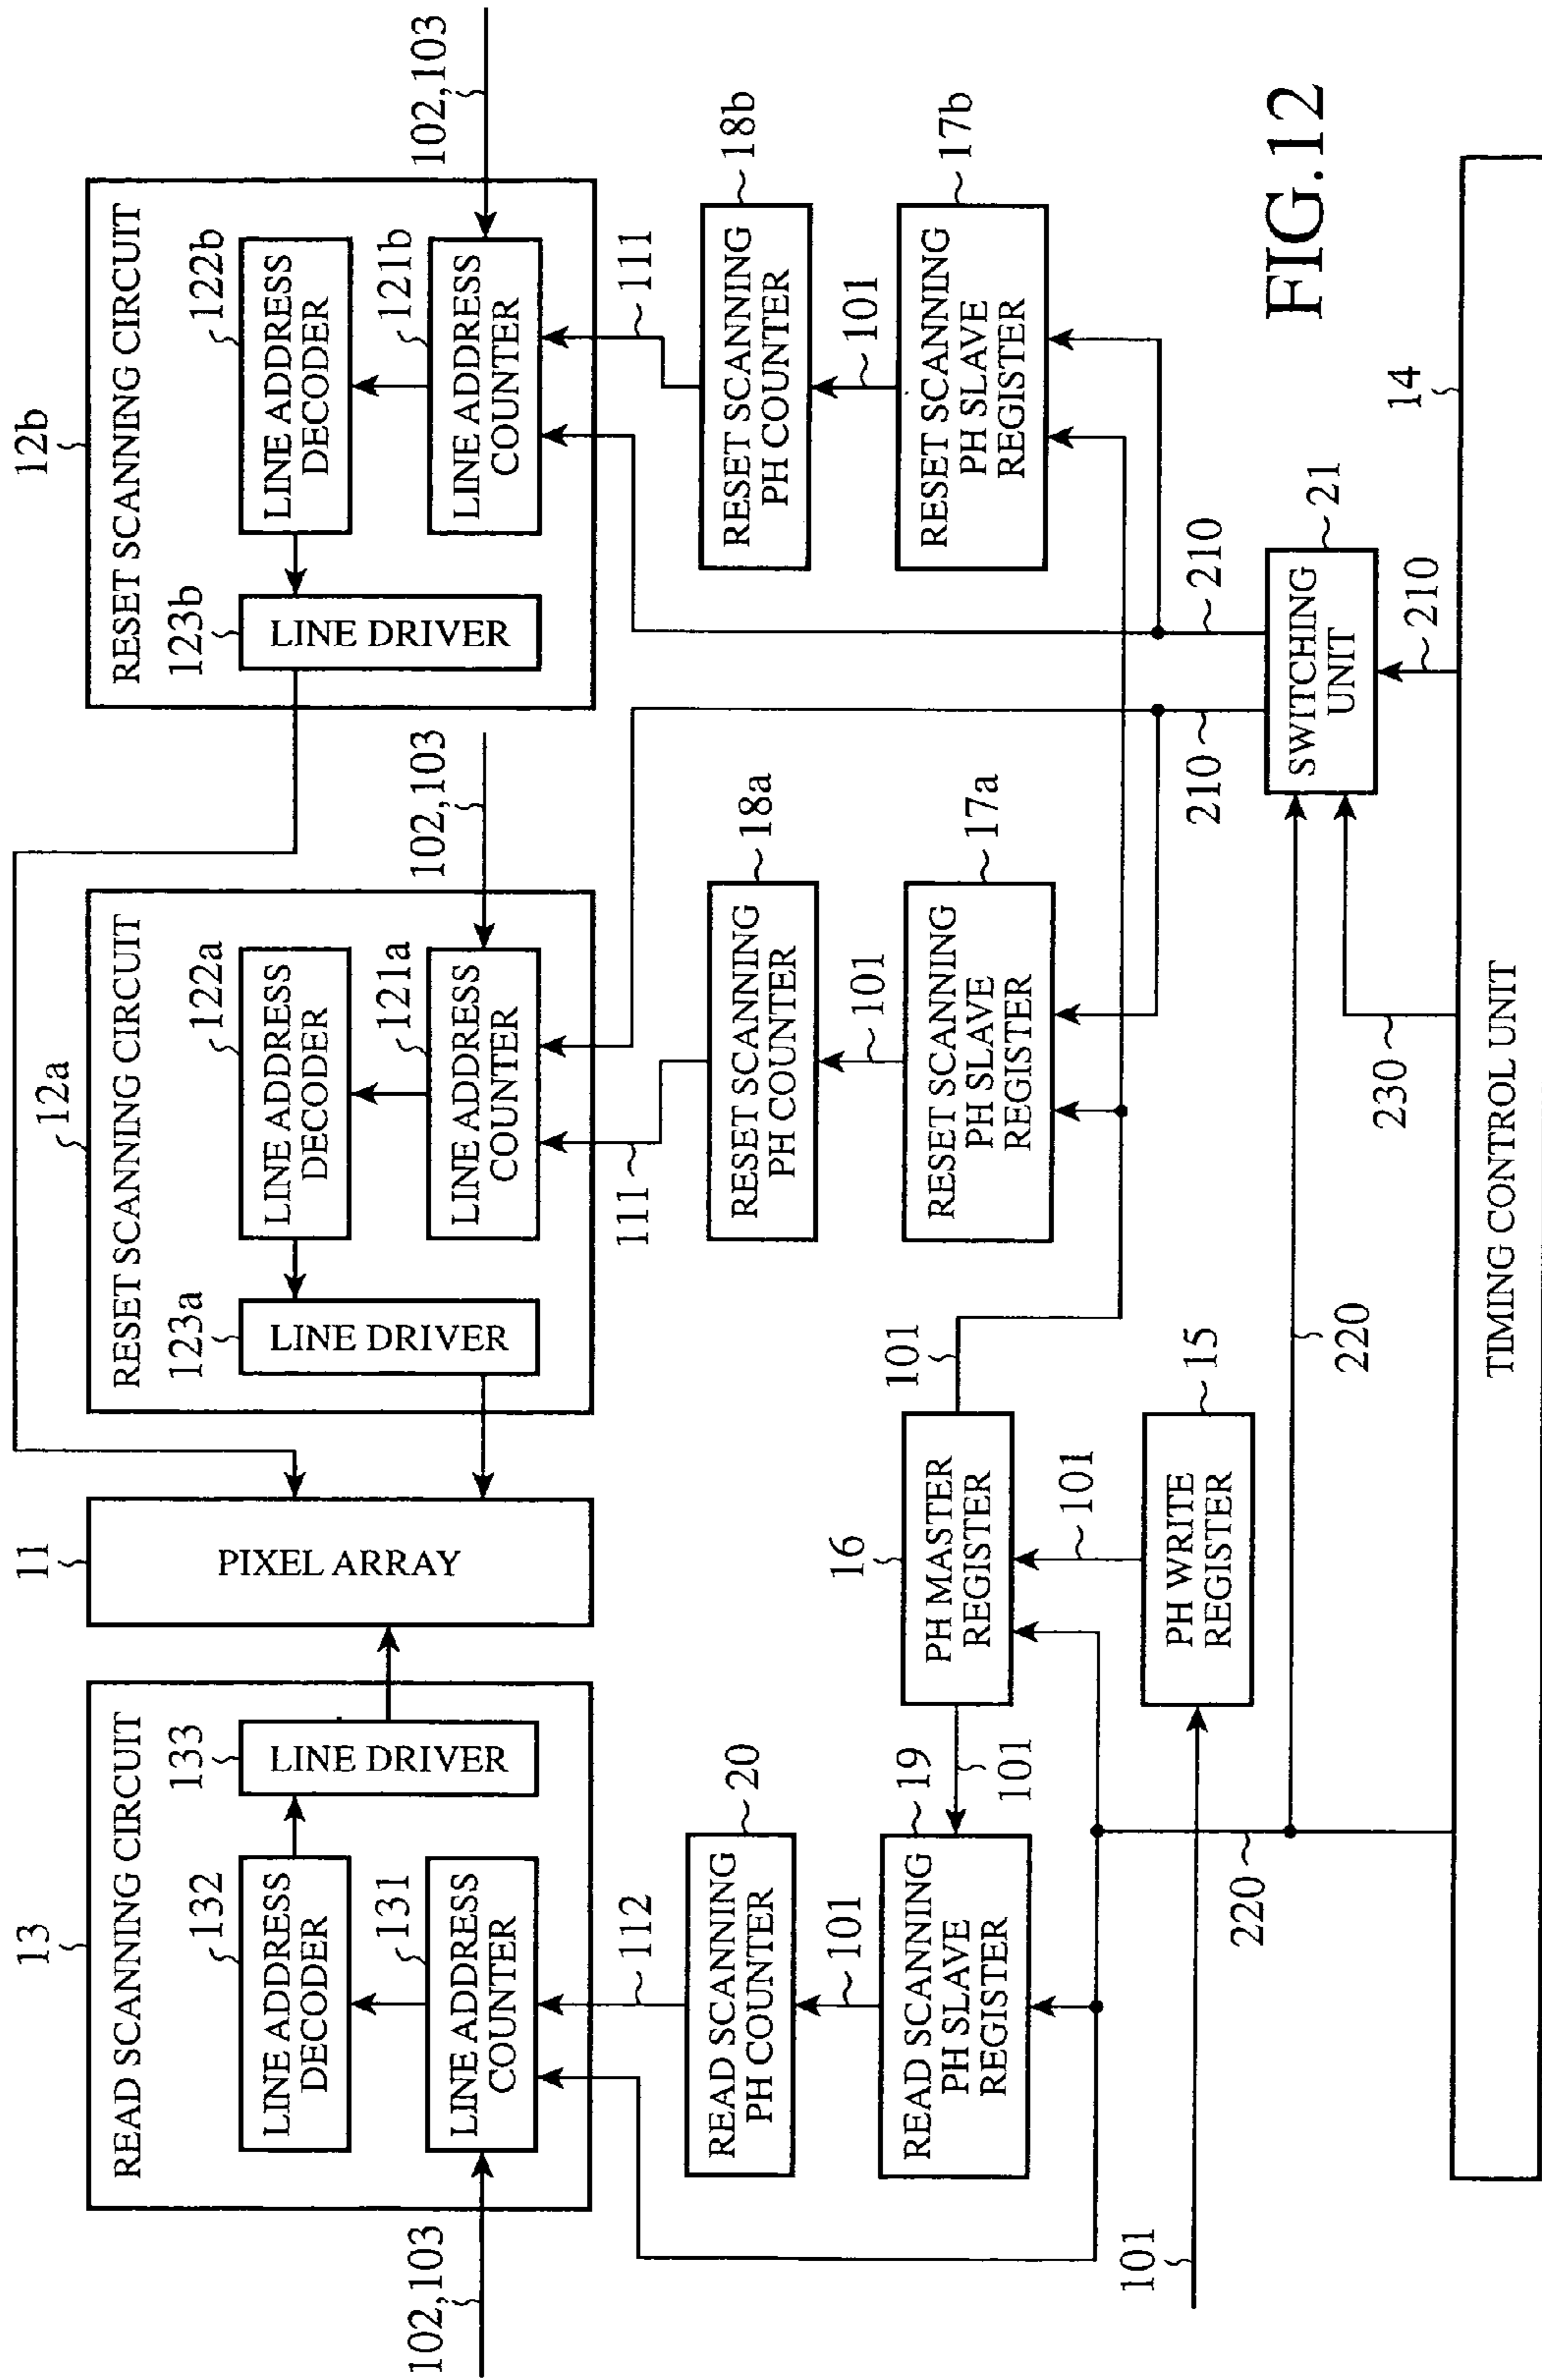 13
READ SCANNING CIRCUIT
132
LINE ADDRESS
DECODER
133
LINE DRIVER
131
LINE ADDRESS
COUNTER
102,103
11
PIXEL ARRAY
12a
RESET SCANNING CIRCUIT
123a
LINE DRIVER
122a
LINE ADDRESS
DECODER
121a
LINE ADDRESS
COUNTER
102,103
12b
RESET SCANNING CIRCUIT
123b
LINE DRIVER
122b
LINE ADDRESS
DECODER
121b
LINE ADDRESS
COUNTER
102,103
112
111
111
READ SCANNING
PH COUNTER
20
RESET SCANNING
PH COUNTER
18a
RESET SCANNING
PH COUNTER
18b
101
101
101
READ SCANNING
PH SLAVE
REGISTER
19
101
16
PH MASTER
REGISTER
101
RESET SCANNING
PH SLAVE
REGISTER
17a
RESET SCANNING
PH SLAVE
REGISTER
17b
101
101
PH WRITE
REGISTER
15
220
220
210
210
SWITCHING
UNIT
21
230
210
14
TIMING CONTROL UNIT
FIG.12